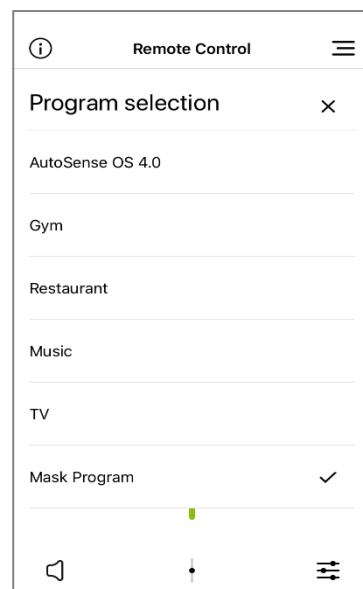 Remote Control
Program selection
AutoSense OS 4.0
Gym
Restaurant
Music
TV
Mask Program